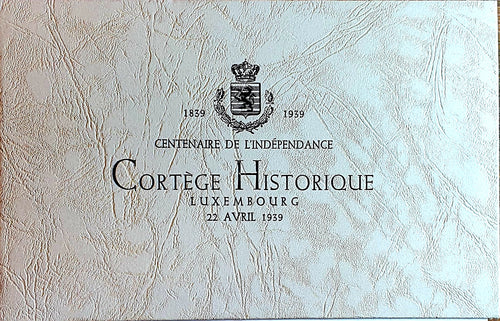 1839 1939
CENTENAIRE DE L'INDÉPENDANCE
CORTÈGE HISTORIQUE
LUXEMBOURG
22 AVRIL 1939